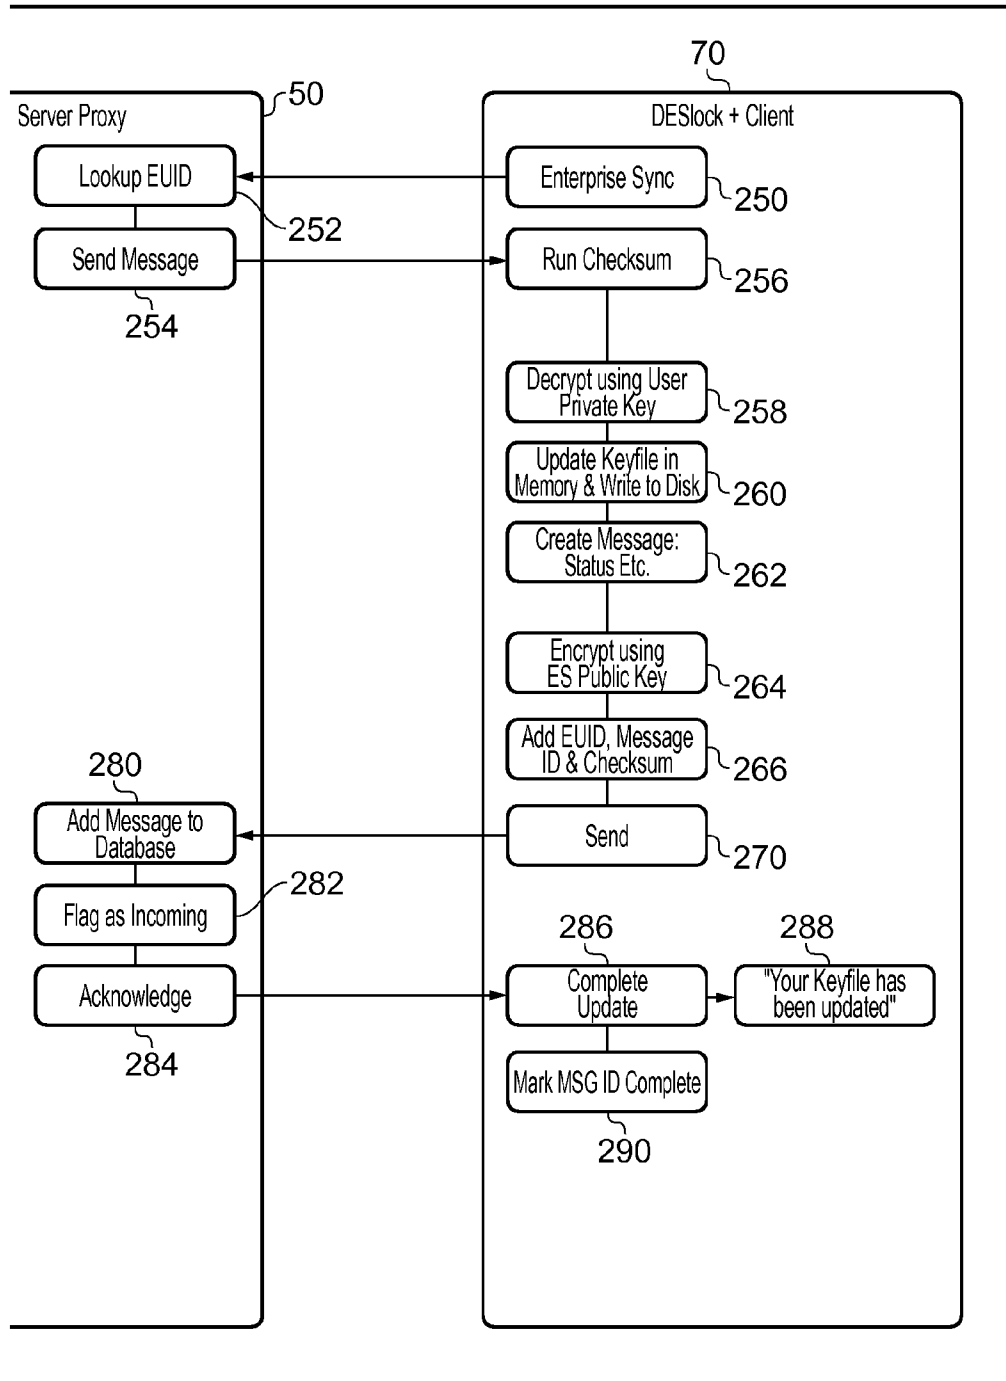 70
50
Server Proxy
DESlock + Client
Lookup EUID
Enterprise Sync
250
252
Send Message
Run Checksum
256
254
Decrypt using User
Private Key
258
Update Keyfile in
Memory & Write to Disk
260
Create Message:
Status Etc.
262
Encrypt using
ES Public Key
264
Add EUID, Message
ID & Checksum
266
280
Add Message to
Database
Send
270
282
Flag as Incoming
286
288
Acknowledge
Complete
Update
"Your Keyfile has
been updated"
284
Mark MSG ID Complete
290